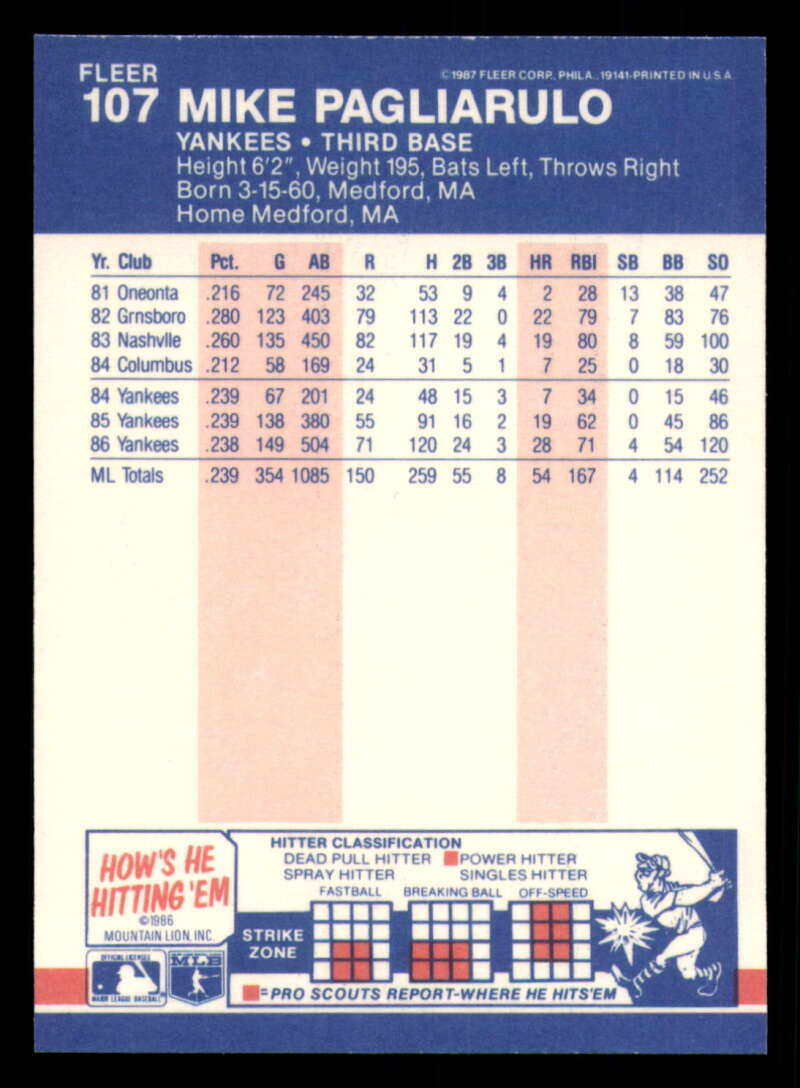 FLEER
©1987 FLEER CORP., PHILA., 19141-PRINTED IN U.S.A.
107 MIKE PAGLIARULO
YANKEES • THIRD BASE
Height 6'2", Weight 195, Bats Left, Throws Right
Born 3-15-60, Medford, MA
Home Medford, MA
Yr. Club Pct. G AB R H 2B 3B HR RBI SB BB SO
81 Oneonta .216 72 245 32 53 9 4 2 28 13 38 47
82 Grnsboro .280 123 403 79 113 22 0 22 79 7 83 76
83 Nashvlle .260 135 450 82 117 19 4 19 80 8 59 100
84 Columbus .212 58 169 24 31 5 1 7 25 0 18 30
84 Yankees .239 67 201 24 48 15 3 7 34 0 15 46
85 Yankees .239 138 380 55 91 16 2 19 62 0 45 86
86 Yankees .238 149 504 71 120 24 3 28 71 4 54 120
ML Totals .239 354 1085 150 259 55 8 54 167 4 114 252
HOW'S HE
HITTING 'EM
©1986
MOUNTAIN LION, INC.
HITTER CLASSIFICATION
DEAD PULL HITTER POWER HITTER
SPRAY HITTER SINGLES HITTER
FASTBALL BREAKING BALL OFF-SPEED
STRIKE
ZONE
=PRO SCOUTS REPORT-WHERE HE HITS'EM
OFFICIAL LICENSEE
MAJOR LEAGUE BASEBALL
MLB